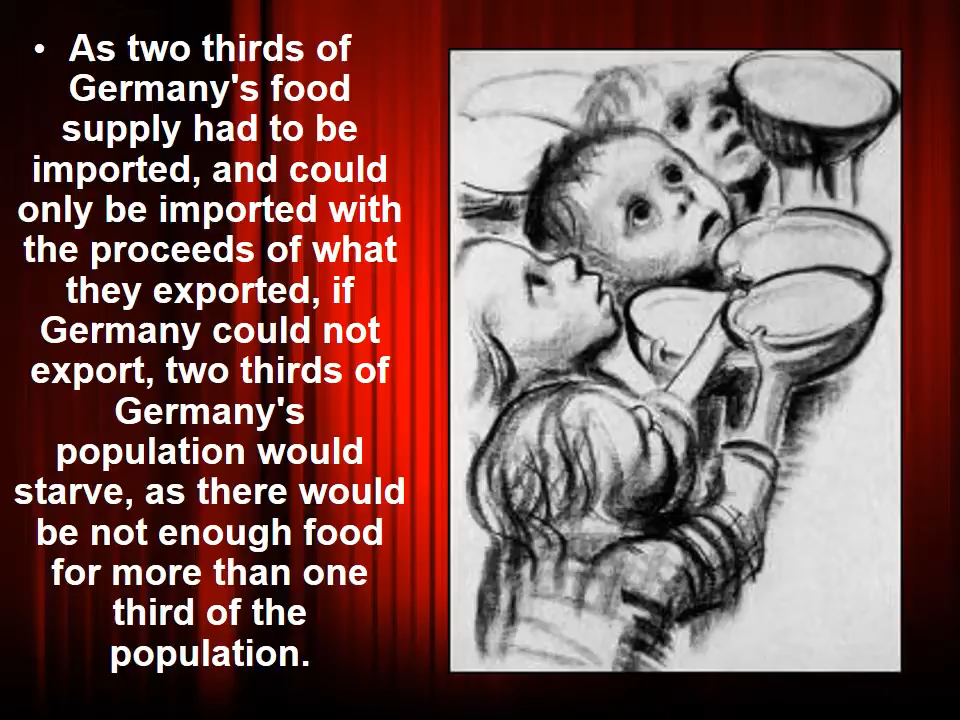 • As two thirds of
Germany's food
supply had to be
imported, and could
only be imported with
the proceeds of what
they exported, if
Germany could not
export, two thirds of
Germany's
population would
starve, as there would
be not enough food
for more than one
third of the
population.